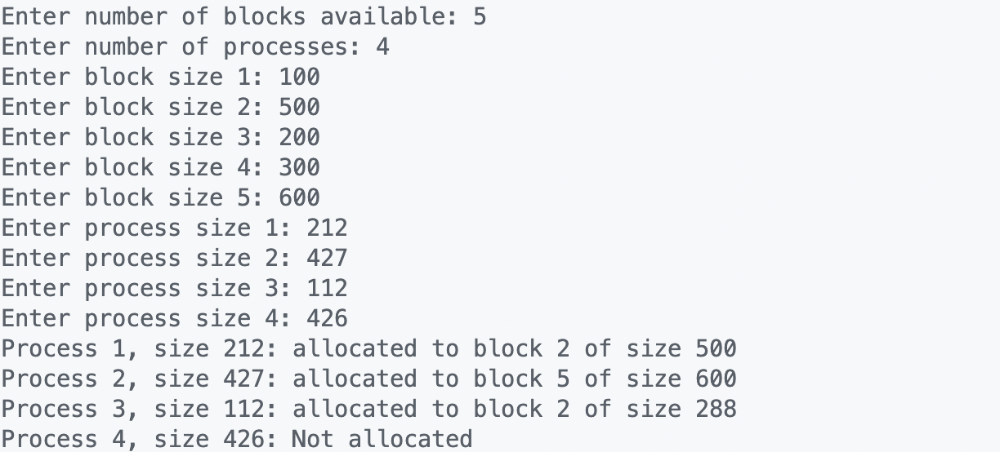 Enter number of blocks available: 5
Enter number of processes: 4
Enter block size 1: 100
Enter block size 2: 500
Enter block size 3: 200
Enter block size 4: 300
Enter block size 5: 600
Enter process size 1: 212
Enter process size 2: 427
Enter process size 3: 112
Enter process size 4: 426
Process 1, size 212: allocated to block 2 of size 500
Process 2, size 427: allocated to block 5 of size 600
Process 3, size 112: allocated to block 2 of size 288
Process 4, size 426: Not allocated